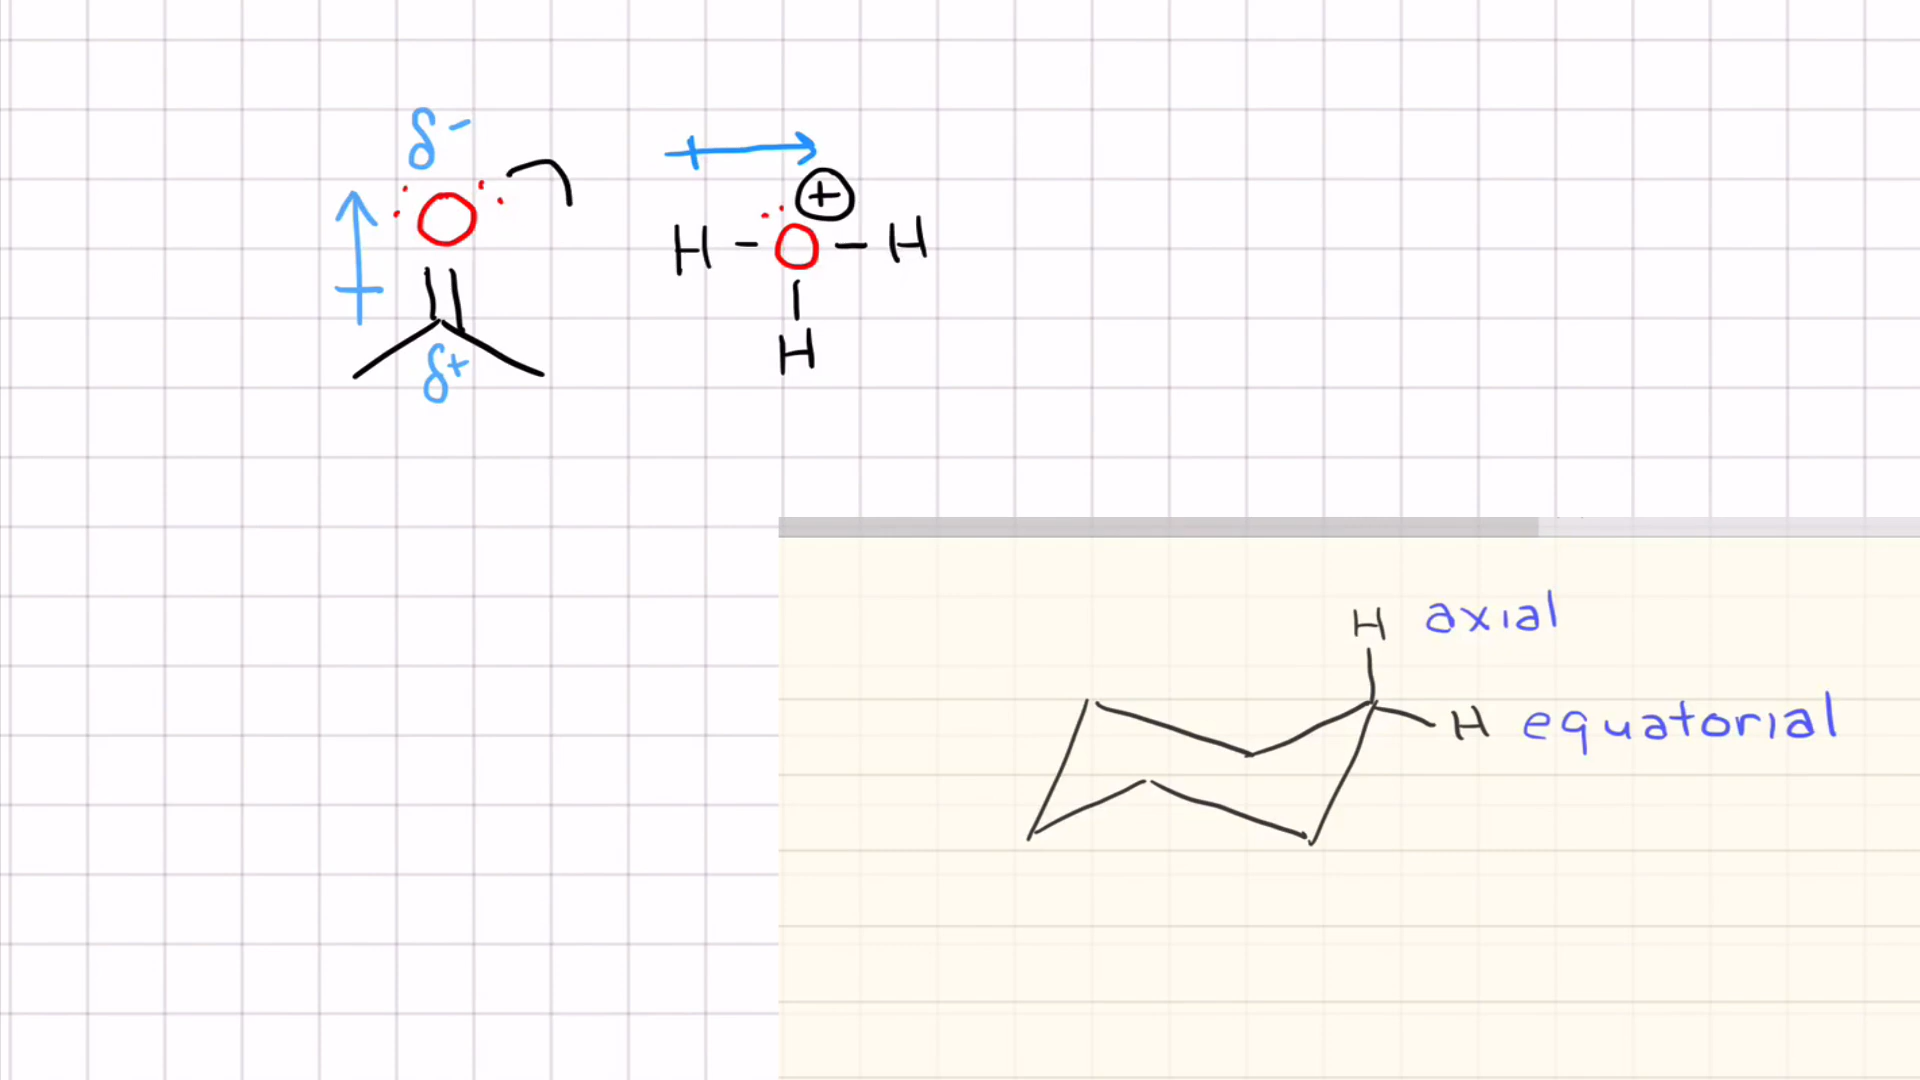 δ-
O
δ+
+
H - O - H
H
H axial
H equatorial